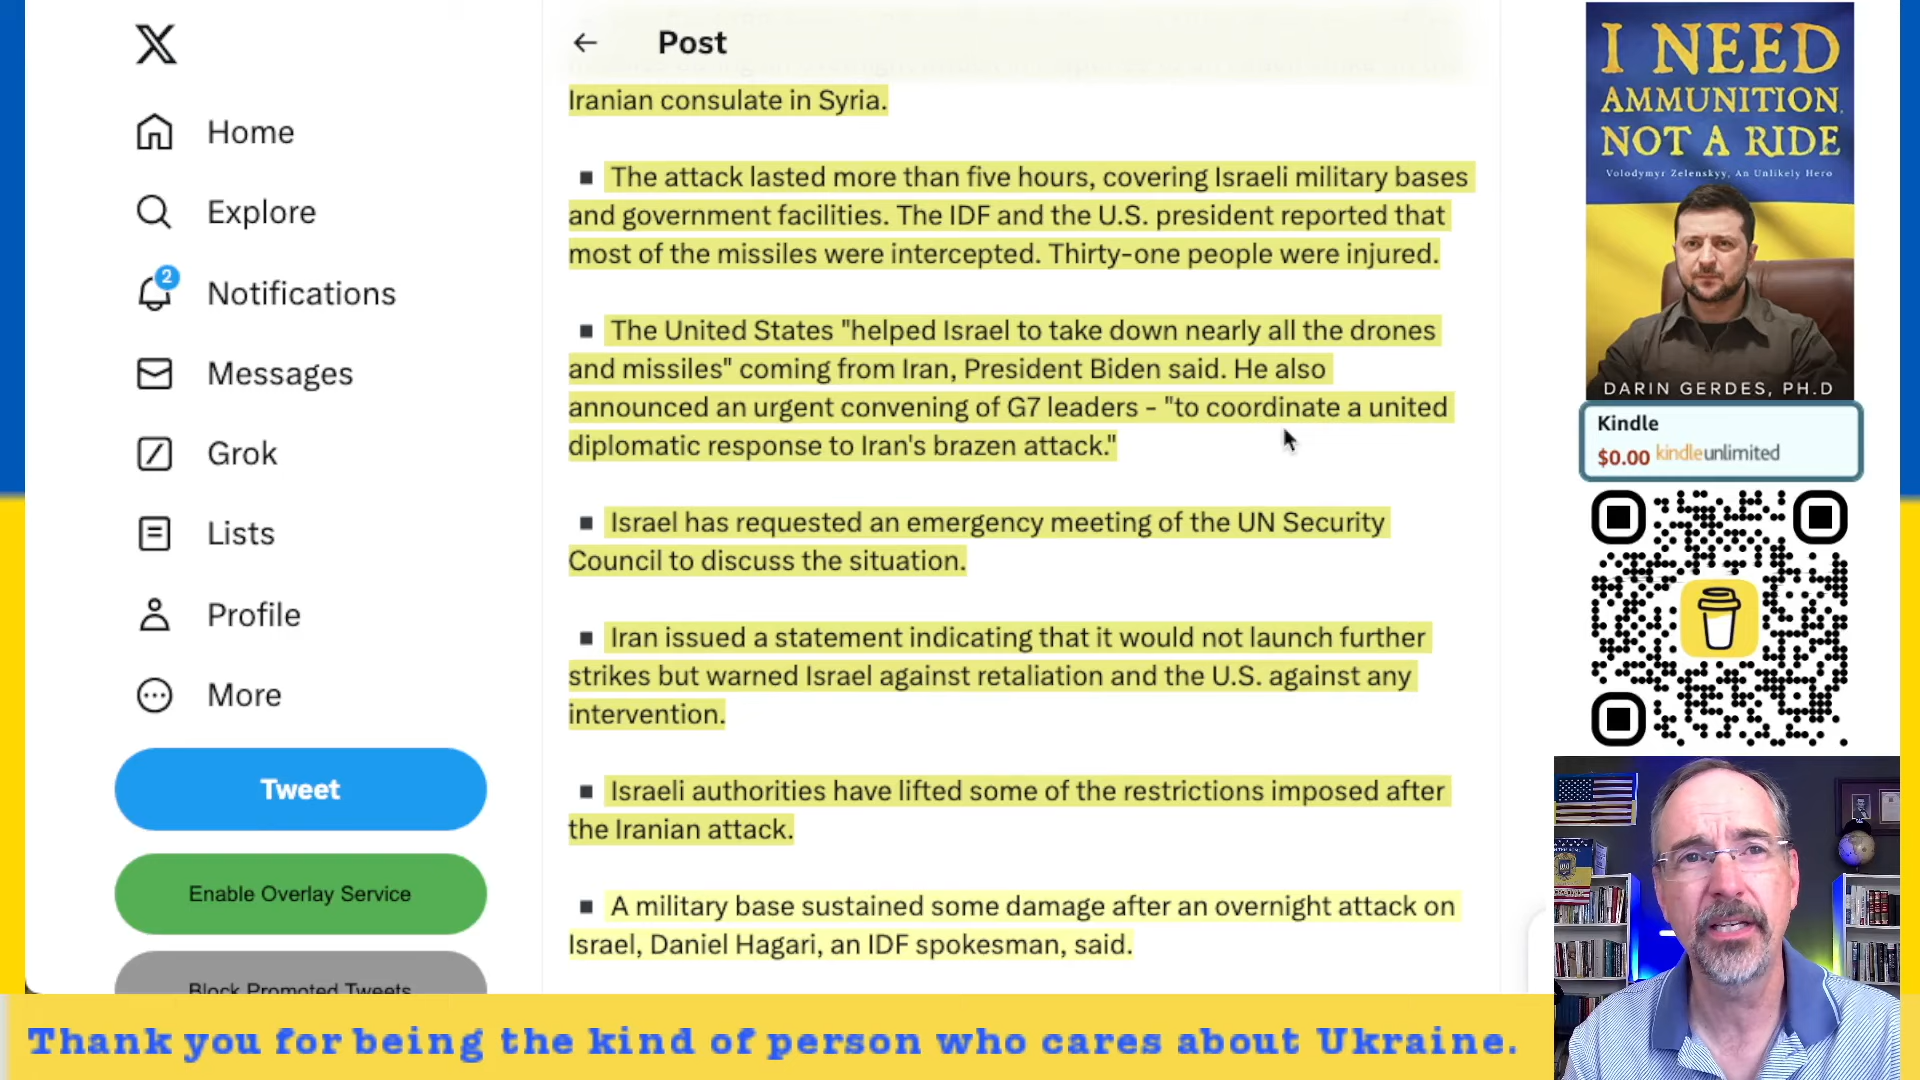 Home
Explore
2
Notifications
Messages
Grok
Lists
Profile
More
Tweet
Enable Overlay Service
Block Promoted Tweets
Post
Iranian consulate in Syria.
▪ The attack lasted more than five hours, covering Israeli military bases
and government facilities. The IDF and the U.S. president reported that
most of the missiles were intercepted. Thirty-one people were injured.
▪ The United States "helped Israel to take down nearly all the drones
and missiles" coming from Iran, President Biden said. He also
announced an urgent convening of G7 leaders - "to coordinate a united
diplomatic response to Iran's brazen attack."
▪ Israel has requested an emergency meeting of the UN Security
Council to discuss the situation.
▪ Iran issued a statement indicating that it would not launch further
strikes but warned Israel against retaliation and the U.S. against any
intervention.
▪ Israeli authorities have lifted some of the restrictions imposed after
the Iranian attack.
▪ A military base sustained some damage after an overnight attack on
Israel, Daniel Hagari, an IDF spokesman, said.
I NEED
AMMUNITION,
NOT A RIDE
Volodymyr Zelenskyy, An Unlikely Hero
DARIN GERDES, PH.D
Kindle
$0.00 kindleunlimited
Thank you for being the kind of person who cares about Ukraine.